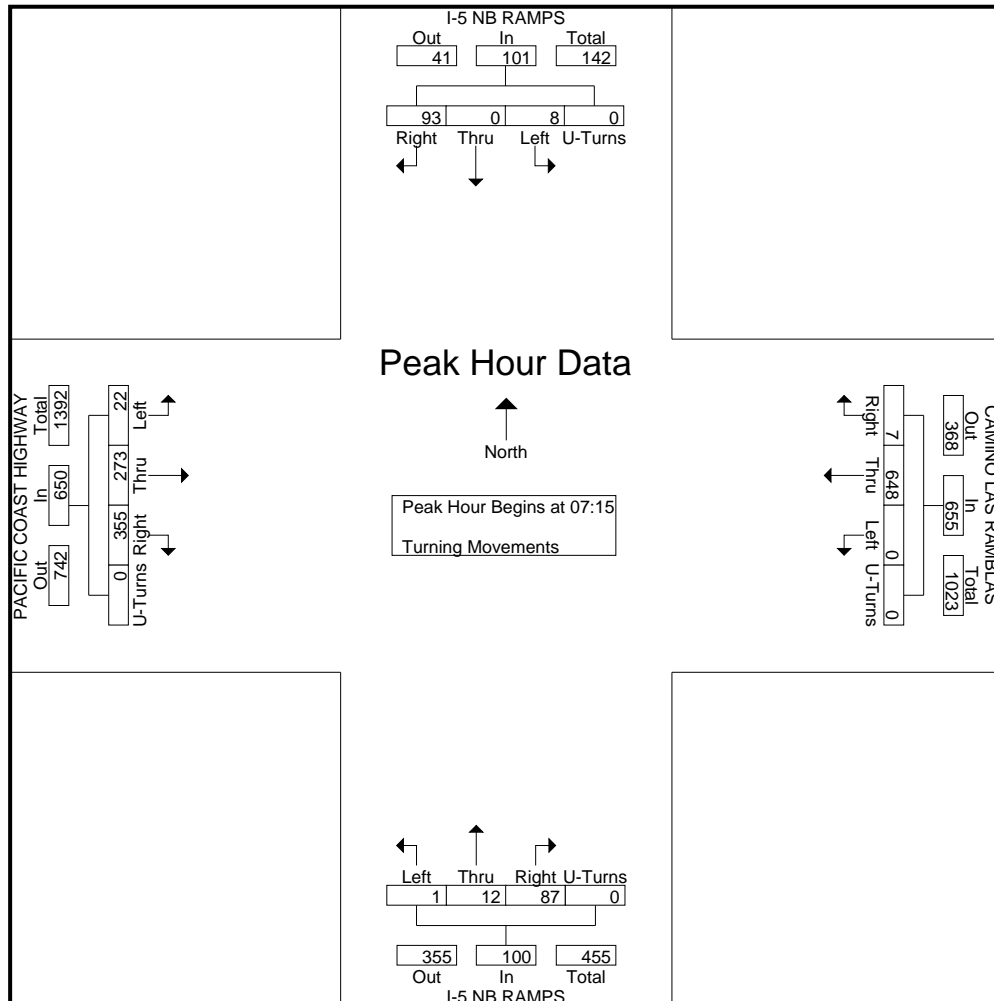 I-5 NB RAMPS
Out In Total
41 101 142
93 0 8 0
Right Thru Left U-Turns
Peak Hour Data
North
Peak Hour Begins at 07:15
Turning Movements
PACIFIC COAST HIGHWAY
Out In Total
742 650 1392
0 355 273 22
U-Turns Right Thru Left
CAMINO LAS RAMBLAS
Out In Total
368 655 1023
7 648 0 0
Right Thru Left U-Turns
Left Thru Right U-Turns
1 12 87 0
355 100 455
Out In Total
I-5 NB RAMPS